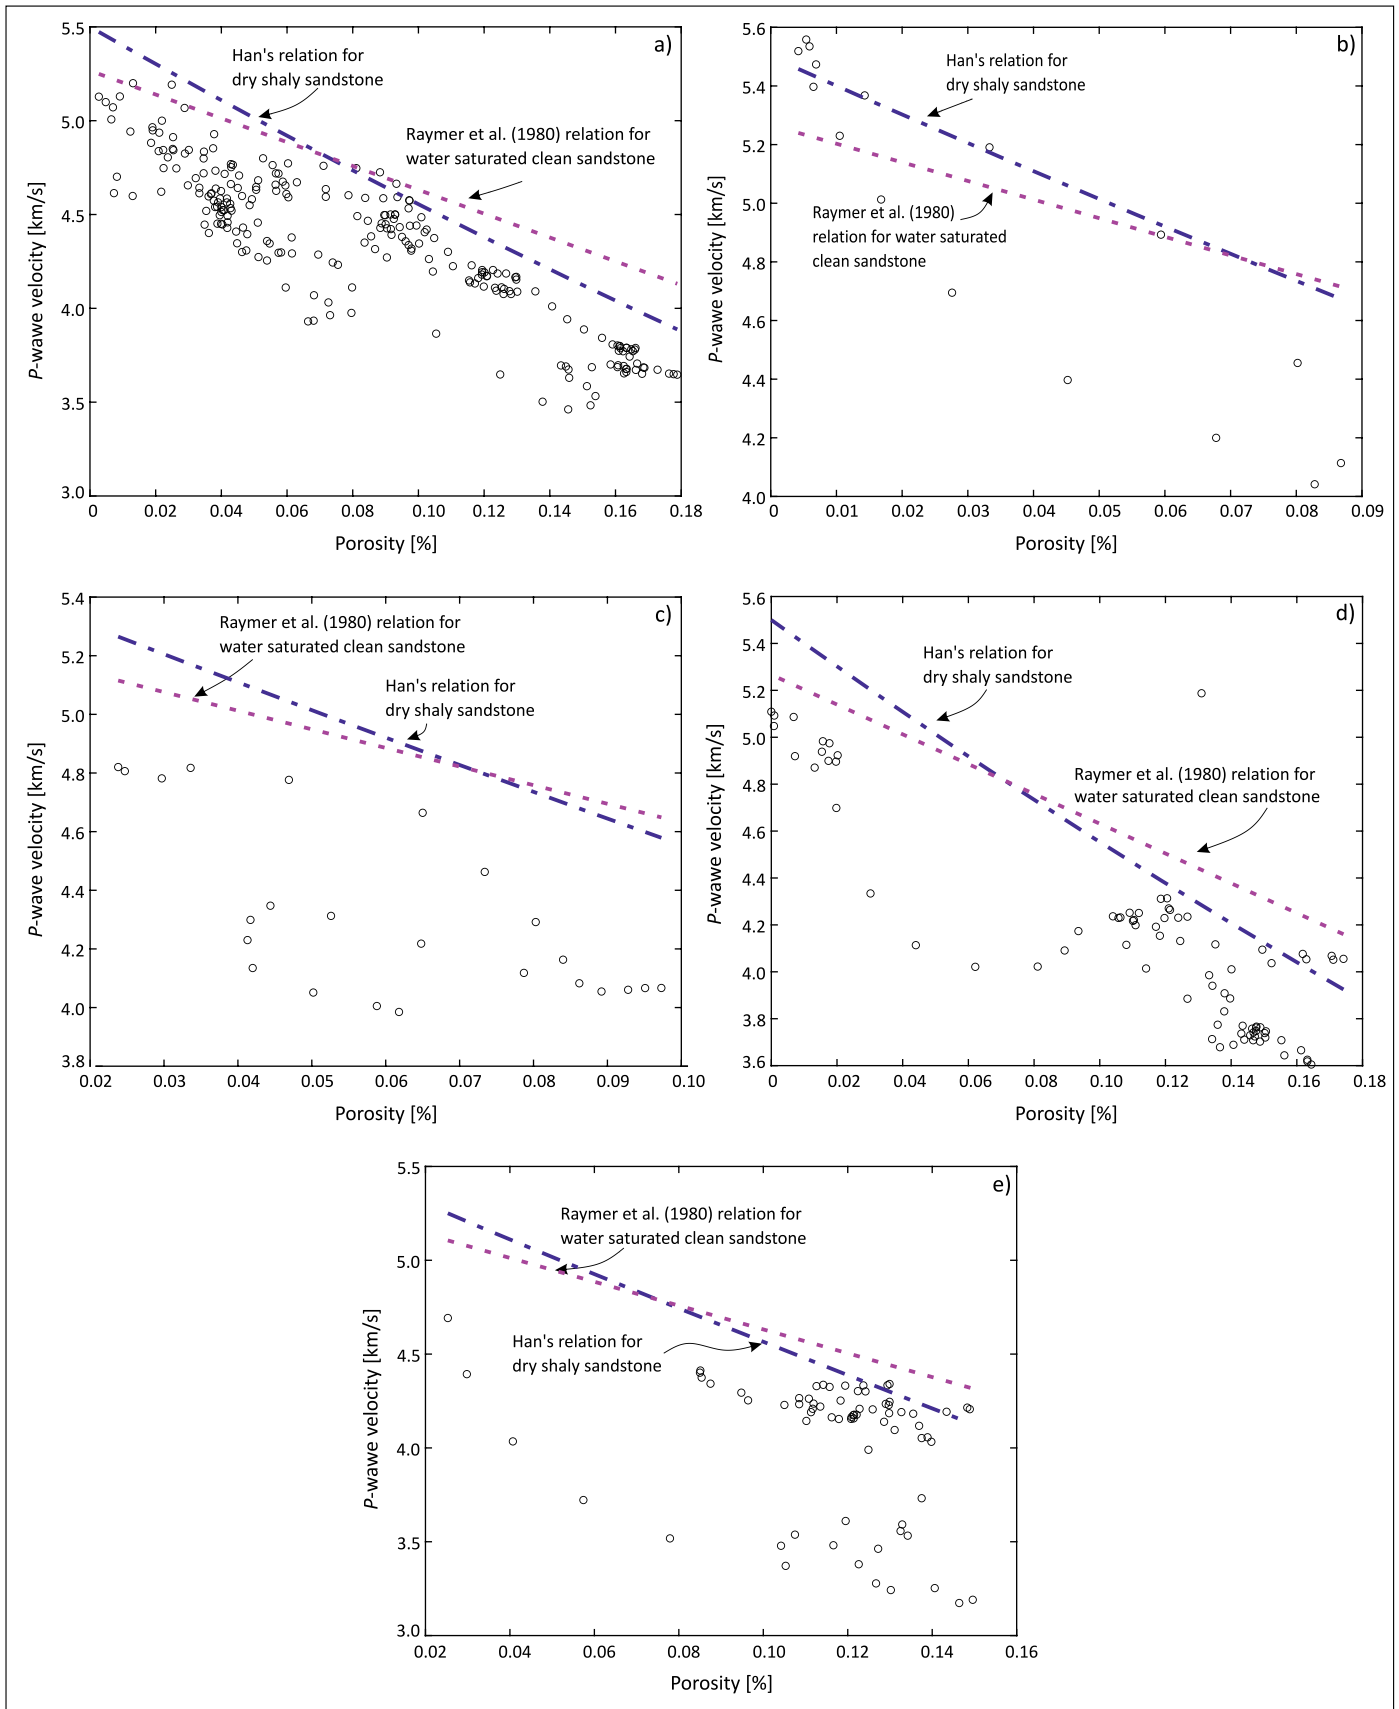 a)
Han's relation for
dry shaly sandstone
Raymer et al. (1980) relation for
water saturated clean sandstone
P-wawe velocity [km/s]
5.5
5.0
4.5
4.0
3.5
3.0
0 0.02 0.04 0.06 0.08 0.10 0.12 0.14 0.16 0.18
Porosity [%]
b)
Han's relation for
dry shaly sandstone
Raymer et al. (1980)
relation for water saturated
clean sandstone
P-wawe velocity [km/s]
5.6
5.4
5.2
5.0
4.8
4.6
4.4
4.2
4.0
0 0.01 0.02 0.03 0.04 0.05 0.06 0.07 0.08 0.09
Porosity [%]
c)
Raymer et al. (1980) relation for
water saturated clean sandstone
Han's relation for
dry shaly sandstone
P-wave velocity [km/s]
5.4
5.2
5.0
4.8
4.6
4.4
4.2
4.0
3.8
0.02 0.03 0.04 0.05 0.06 0.07 0.08 0.09 0.10
Porosity [%]
d)
Han's relation for
dry shaly sandstone
Raymer et al. (1980) relation for
water saturated clean sandstone
P-wawe velocity [km/s]
5.6
5.4
5.2
5.0
4.8
4.6
4.4
4.2
4.0
3.8
3.6
0 0.02 0.04 0.06 0.08 0.10 0.12 0.14 0.16 0.18
Porosity [%]
e)
Raymer et al. (1980) relation for
water saturated clean sandstone
Han's relation for
dry shaly sandstone
P-wawe velocity [km/s]
5.5
5.0
4.5
4.0
3.5
3.0
0.02 0.04 0.06 0.08 0.10 0.12 0.14 0.16
Porosity [%]